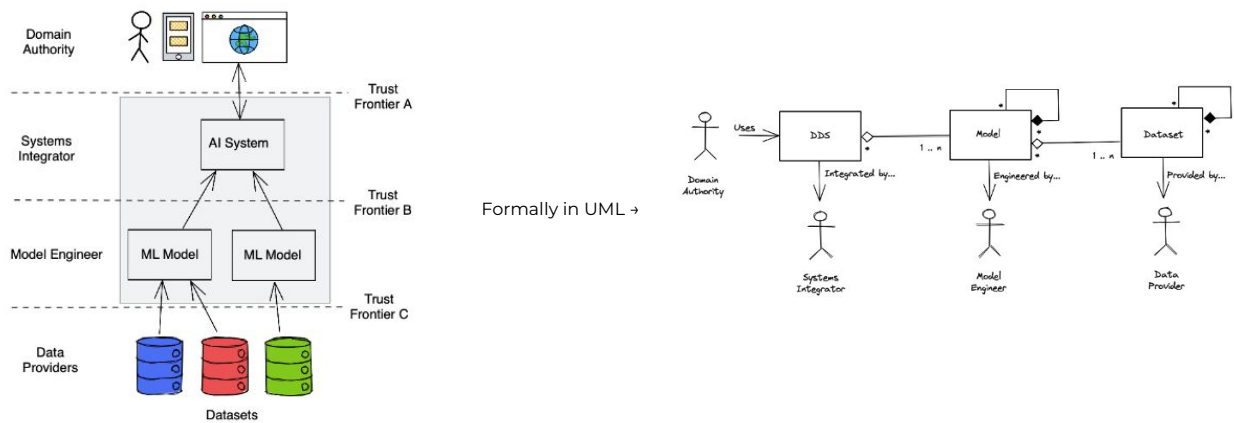 Domain
Authority
Trust
Frontier A
Systems
Integrator
AI System
Trust
Frontier B
Model Engineer
ML Model
ML Model
Trust
Frontier C
Data
Providers
Datasets
Formally in UML →
Domain
Authority
Uses
DDS
*
1 .. n
Model
*
*
*
1 .. n
Dataset
*
*
Integrated by...
Engineered by...
Provided by...
Systems
Integrator
Model
Engineer
Data
Provider